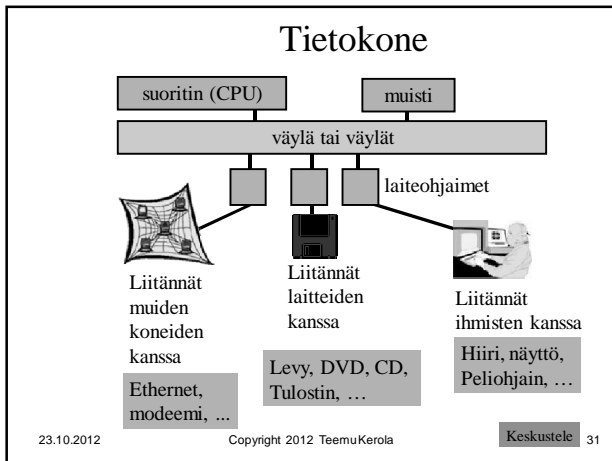 Tietokone
suoritin (CPU)
muisti
väylä tai väylät
laiteohjaimet
Liitännät
muiden
koneiden
kanssa
Ethernet,
modeemi, ...
Liitännät
laitteiden
kanssa
Levy, DVD, CD,
Tulostin, …
Liitännät
ihmisten kanssa
Hiiri, näyttö,
Peliohjain, …
23.10.2012
Copyright 2012 Teemu Kerola
Keskustele
31